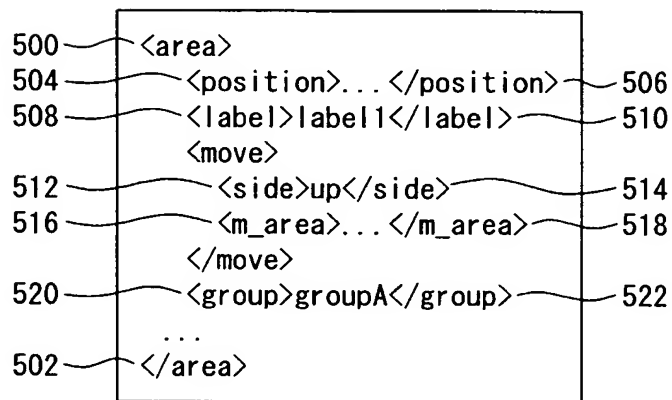 500 <area>
504 <position>...</position> 506
508 <label>label1</label> 510
<move>
512 <side>up</side> 514
516 <m_area>...</m_area> 518
</move>
520 <group>groupA</group> 522
...
502 </area>